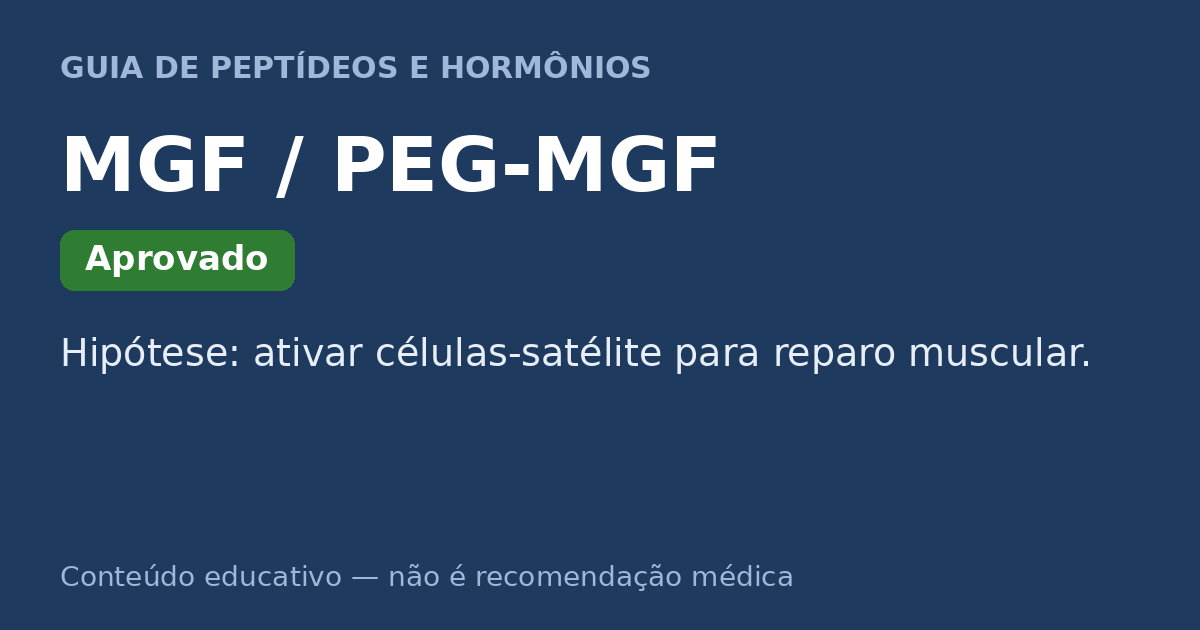 GUIA DE PEPTÍDEOS E HORMÔNIOS
MGF / PEG-MGF
Aprovado
Hipótese: ativar células-satélite para reparo muscular.
Conteúdo educativo — não é recomendação médica